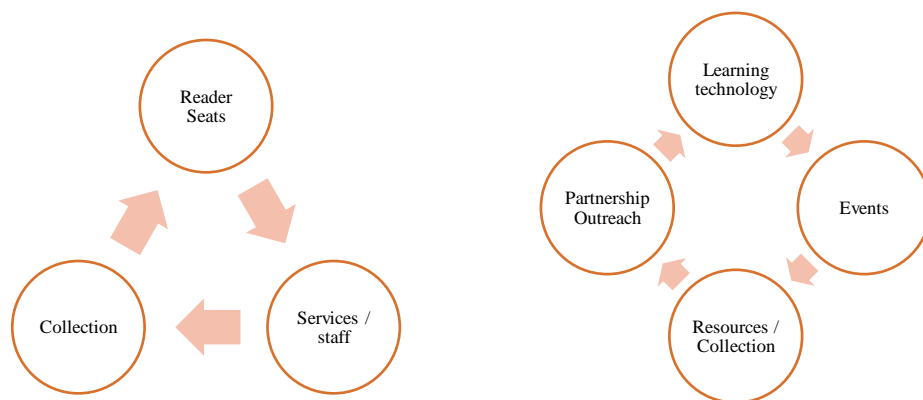 Reader
Seats
Services /
staff
Collection
Learning
technology
Events
Resources /
Collection
Partnership
Outreach